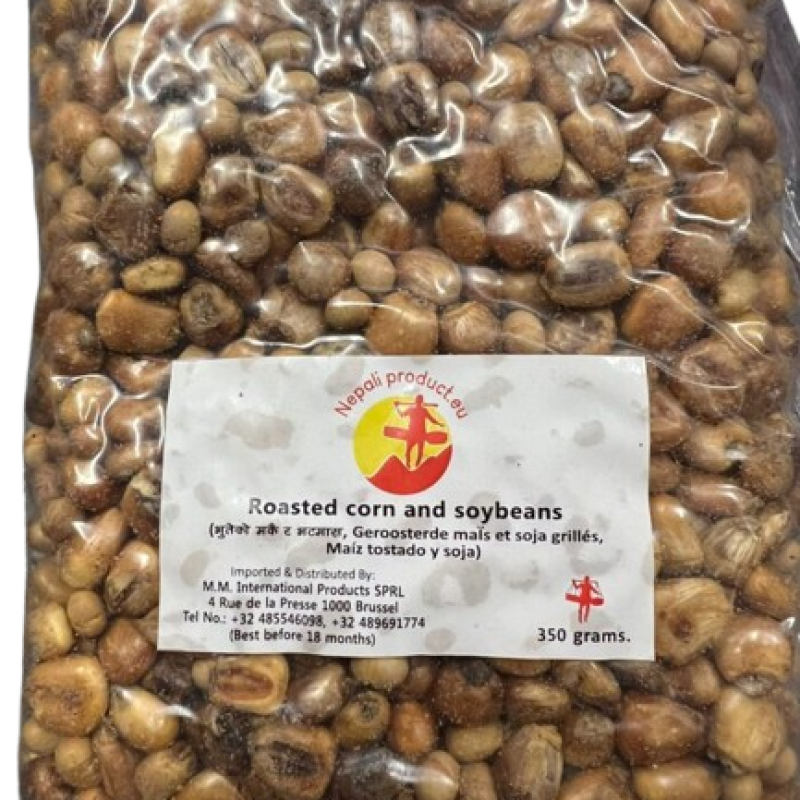 Nepali product.eu
Roasted corn and soybeans
(भुतेको मकै र भटमास, Geroosterde maïs et soja grillés,
Maíz tostado y soja)
Imported & Distributed By:
M.M. International Products SPRL
4 Rue de la Presse 1000 Brussel
Tel No.: +32 485546098, +32 489691774
(Best before 18 months)
350 grams.